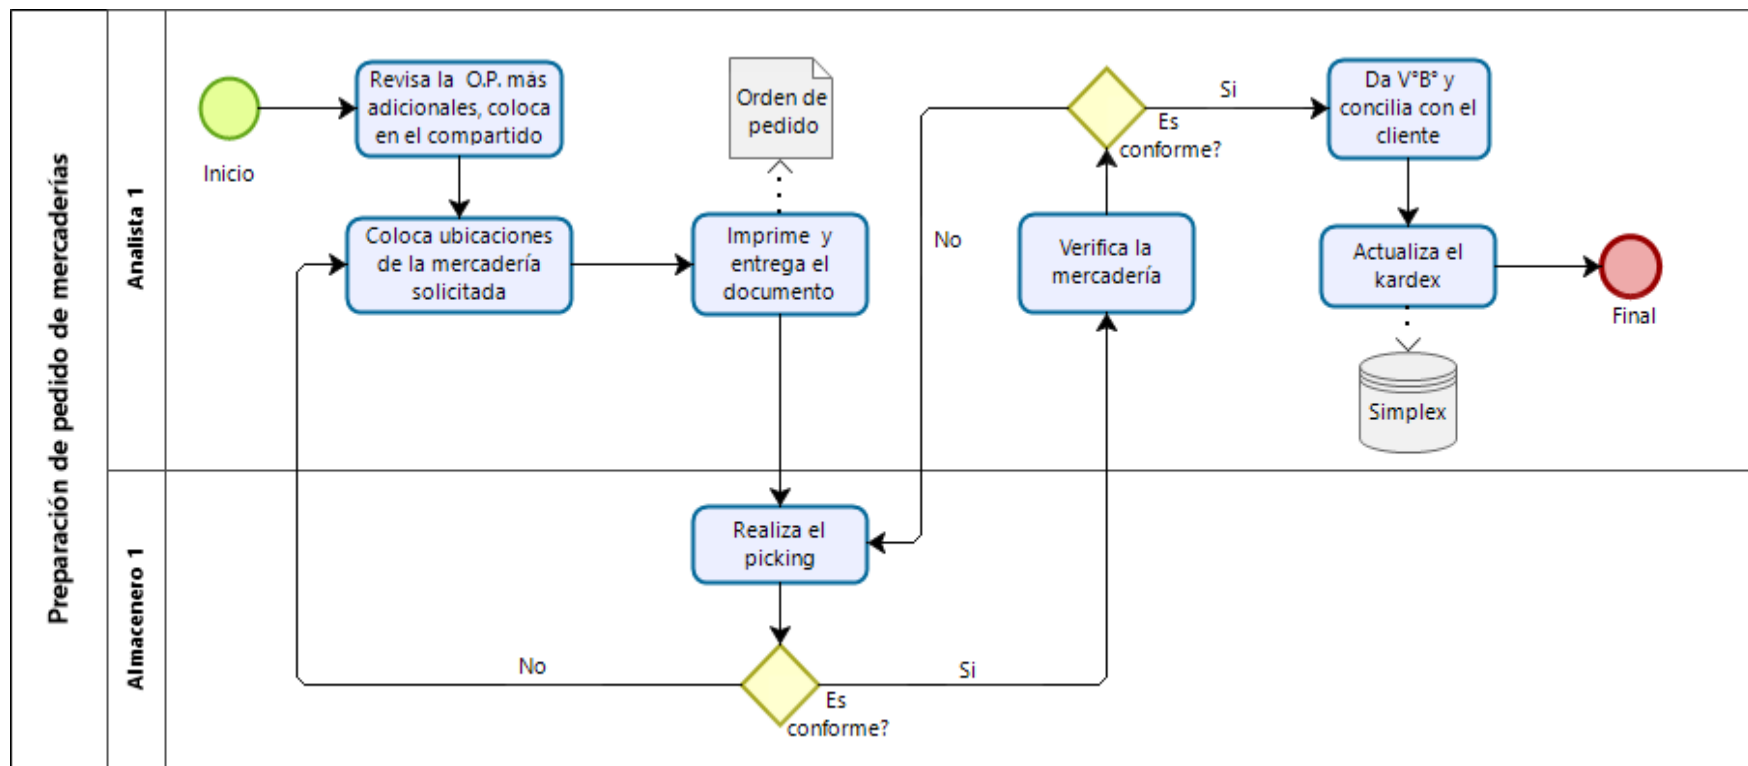 Preparación de pedido de mercaderías
Analista 1
Inicio
Revisa la O.P. más
adicionales, coloca
en el compartido
Coloca ubicaciones
de la mercadería
solicitada
Orden de
pedido
Imprime y
entrega el
documento
No
Es
conforme?
Si
Verifica la
mercadería
Da V°B° y
concilia con el
cliente
Actualiza el
kardex
Final
Simplex
Almacenero 1
Realiza el
picking
No
Es
conforme?
Si